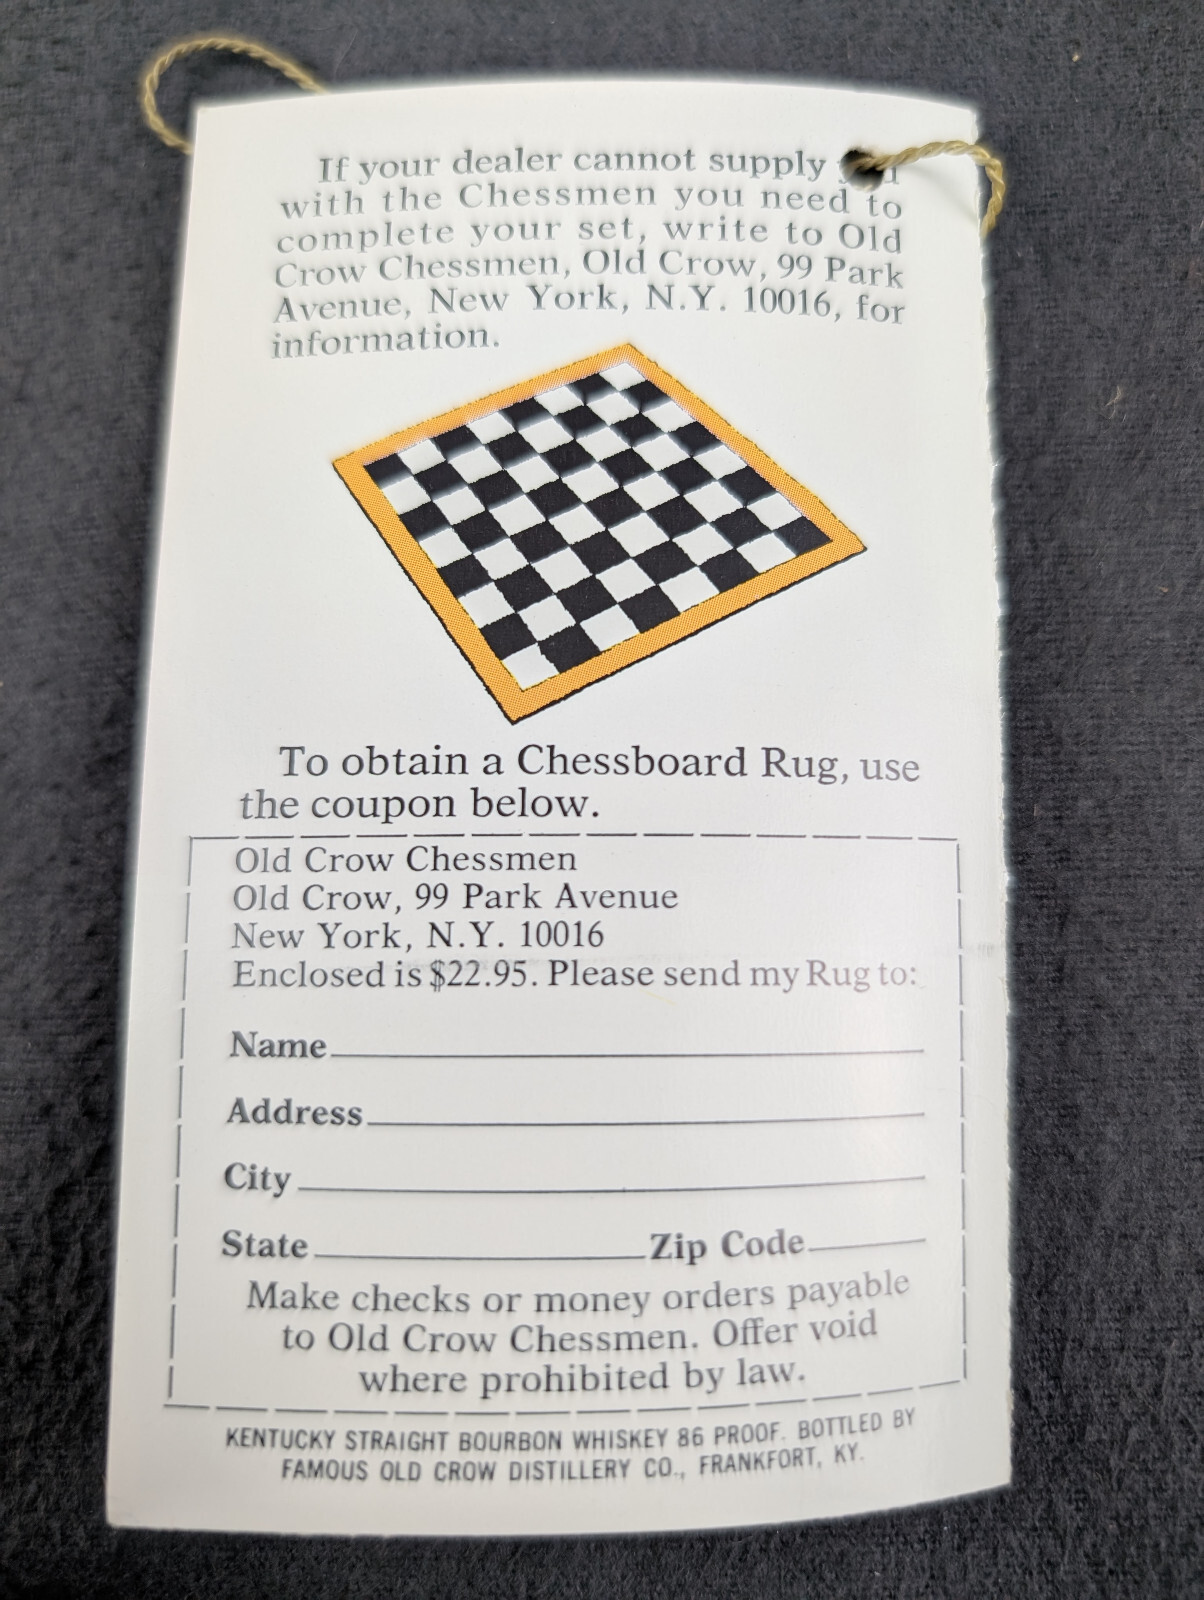 If your dealer cannot supply
with the Chessmen you need to
complete your set, write to Old
Crow Chessmen, Old Crow, 99 Park
Avenue, New York, N.Y. 10016, for
information.
To obtain a Chessboard Rug, use
the coupon below.
Old Crow Chessmen
Old Crow, 99 Park Avenue
New York, N.Y. 10016
Enclosed is $22.95. Please send my Rug to:
Name
Address
City
State Zip Code
Make checks or money orders payable
to Old Crow Chessmen. Offer void
where prohibited by law.
KENTUCKY STRAIGHT BOURBON WHISKEY 86 PROOF. BOTTLED BY
FAMOUS OLD CROW DISTILLERY CO., FRANKFORT, KY.